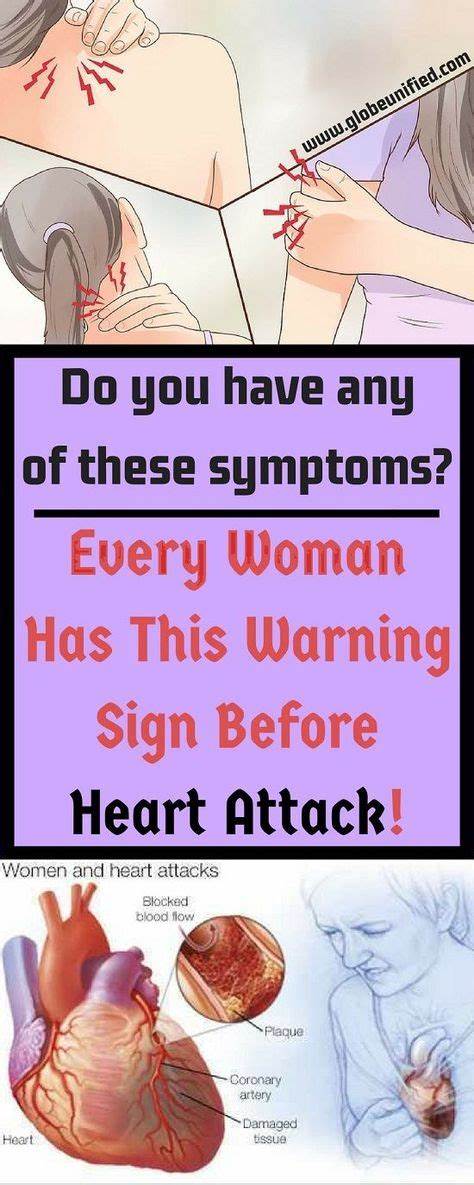 www.globeunified.com
Do you have any
of these symptoms?
Every Woman
Has This Warning
Sign Before
Heart Attack!
Women and heart attacks
Blocked
blood flow
Plaque
Coronary
artery
Damaged
tissue
Heart